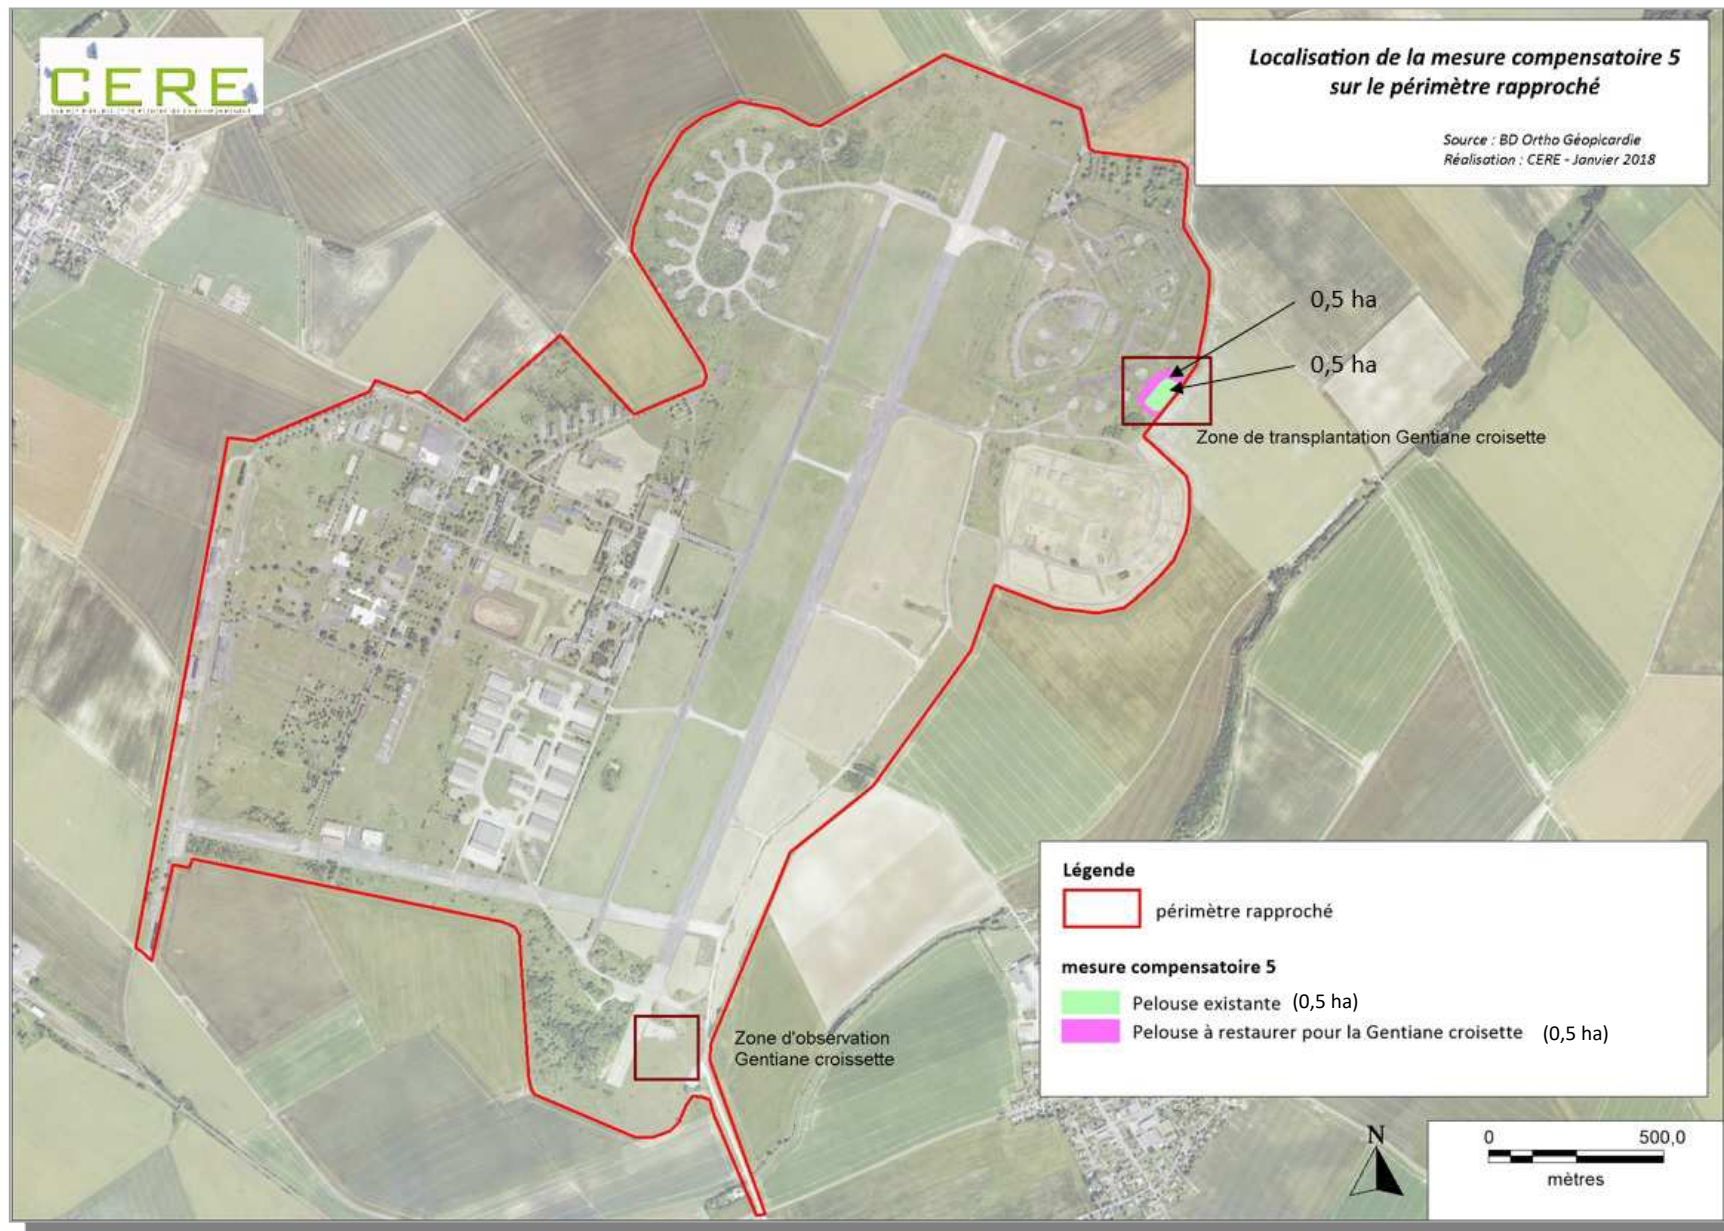 CERE
Localisation de la mesure compensatoire 5
sur le périmètre rapproché
Source : BD Ortho Géopicardie
Réalisation : CERE - Janvier 2018
0,5 ha
0,5 ha
Zone de transplantation Gentiane croisette
Zone d'observation
Gentiane croissette
Légende
périmètre rapproché
mesure compensatoire 5
Pelouse existante (0,5 ha)
Pelouse à restaurer pour la Gentiane croisette (0,5 ha)
N
0 500,0
mètres